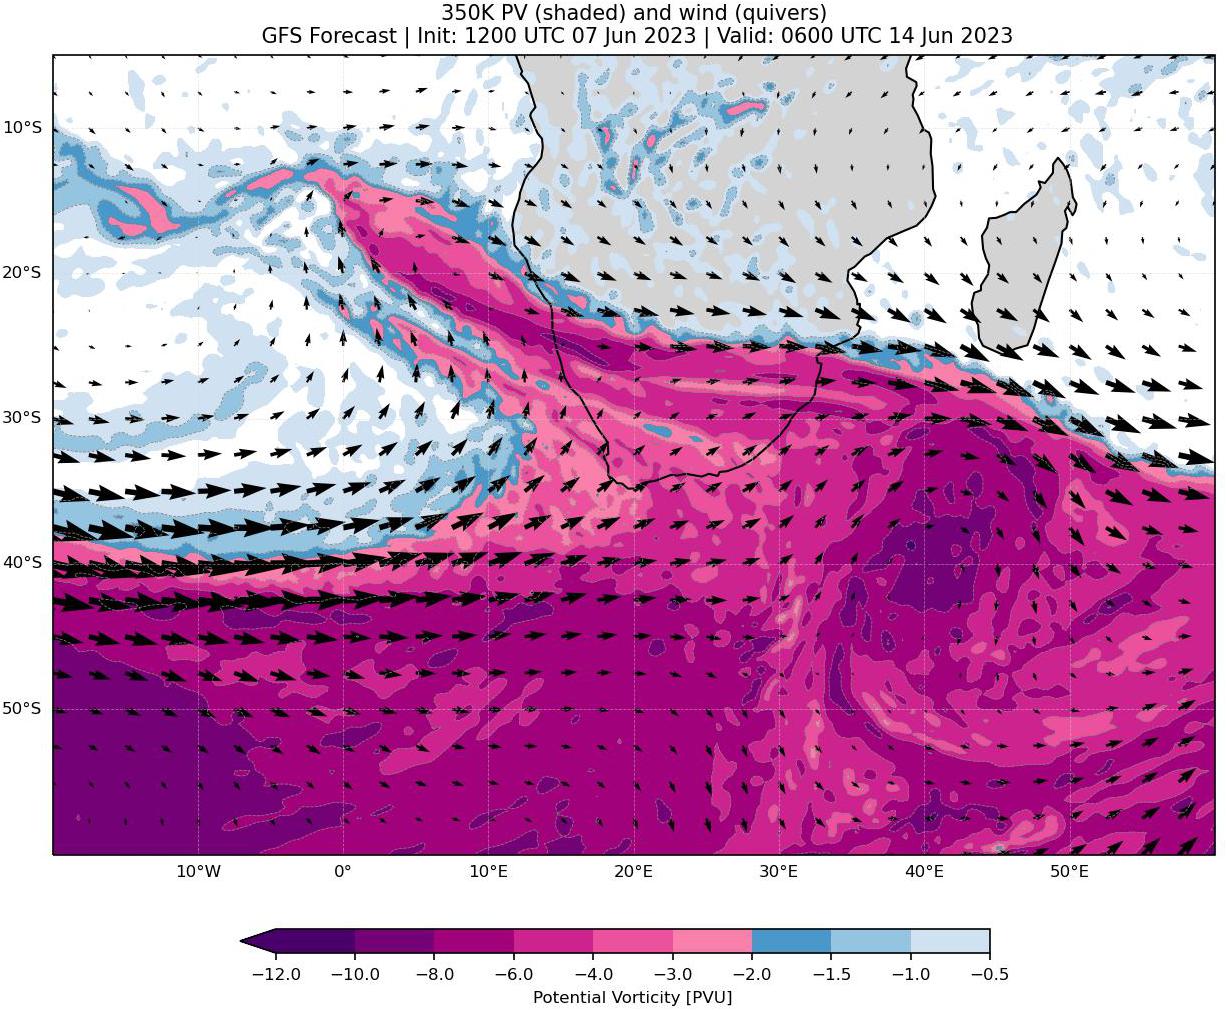 350K PV (shaded) and wind (quivers)
GFS Forecast | Init: 1200 UTC 07 Jun 2023 | Valid: 0600 UTC 14 Jun 2023
10°S
20°S
30°S
40°S
50°S
10°W 0° 10°E 20°E 30°E 40°E 50°E
−12.0 −10.0 −8.0 −6.0 −4.0 −3.0 −2.0 −1.5 −1.0 −0.5
Potential Vorticity [PVU]